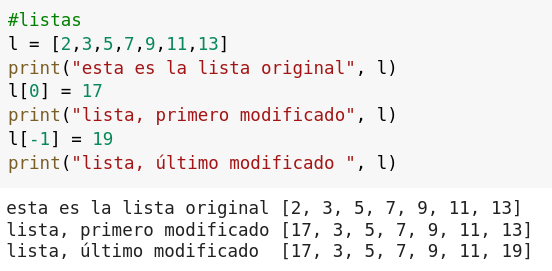 #listas
l = [2,3,5,7,9,11,13]
print("esta es la lista original", l)
l[0] = 17
print("lista, primero modificado", l)
l[-1] = 19
print("lista, último modificado ", l)
esta es la lista original [2, 3, 5, 7, 9, 11, 13]
lista, primero modificado [17, 3, 5, 7, 9, 11, 13]
lista, último modificado  [17, 3, 5, 7, 9, 11, 19]